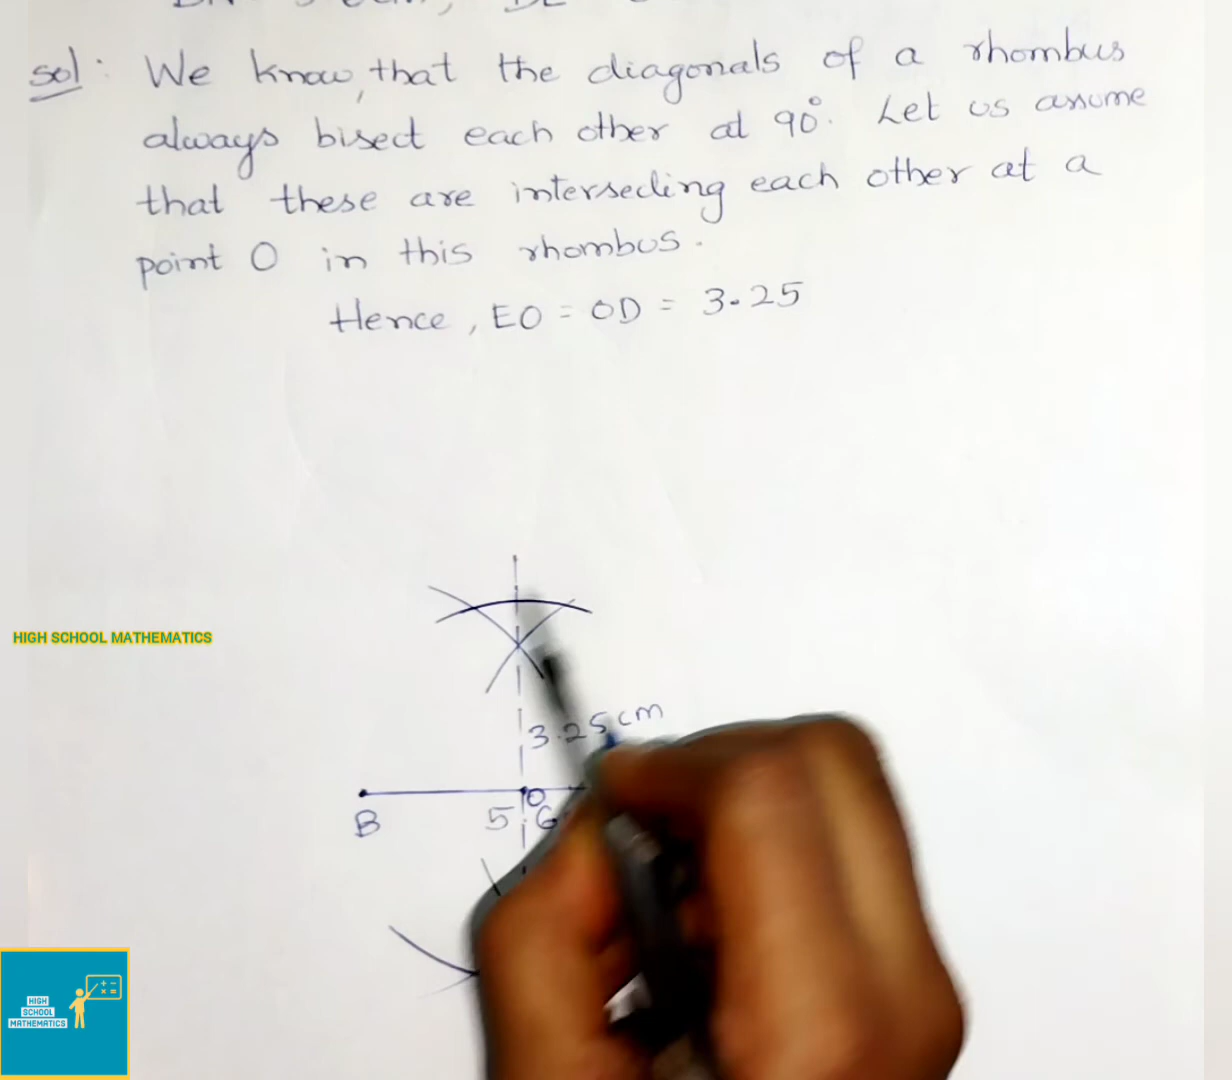 sol: We know, that the diagonals of a rhombus
always bisect each other at 90°. Let us assume
that these are intersecting each other at a
point O in this rhombus.
Hence, EO = OD = 3.25
HIGH SCHOOL MATHEMATICS
3.25cm
O
B 5.6
HIGH
SCHOOL
MATHEMATICS